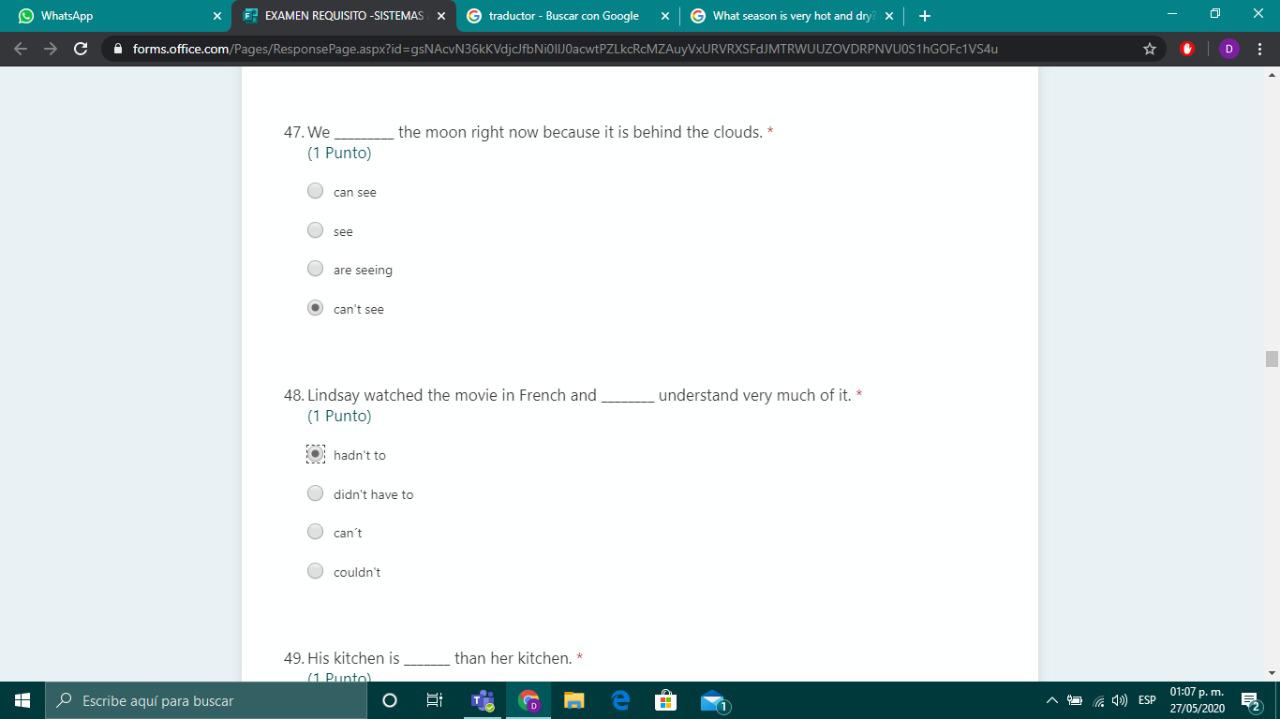 WhatsApp
EXAMEN REQUISITO -SISTEMAS
traductor - Buscar con Google
What season is very hot and dry?
forms.office.com/Pages/ResponsePage.aspx?id=
D
47. We _________ the moon right now because it is behind the clouds. *
(1 Punto)
can see
see
are seeing
can't see
48. Lindsay watched the movie in French and ________ understand very much of it. *
(1 Punto)
hadn't to
didn't have to
can´t
couldn't
49. His kitchen is _______ than her kitchen. *
(1 Punto)
Escribe aquí para buscar
ESP
01:07 p. m.
27/05/2020
1
2